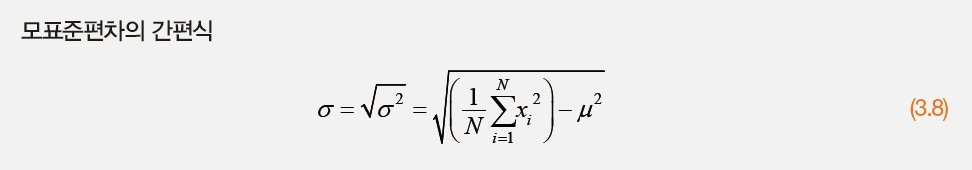 모표준편차의 간편식
σ = √σ² = √((1/N ∑_{i=1}^{N} x_i²) − μ²) (3.8)